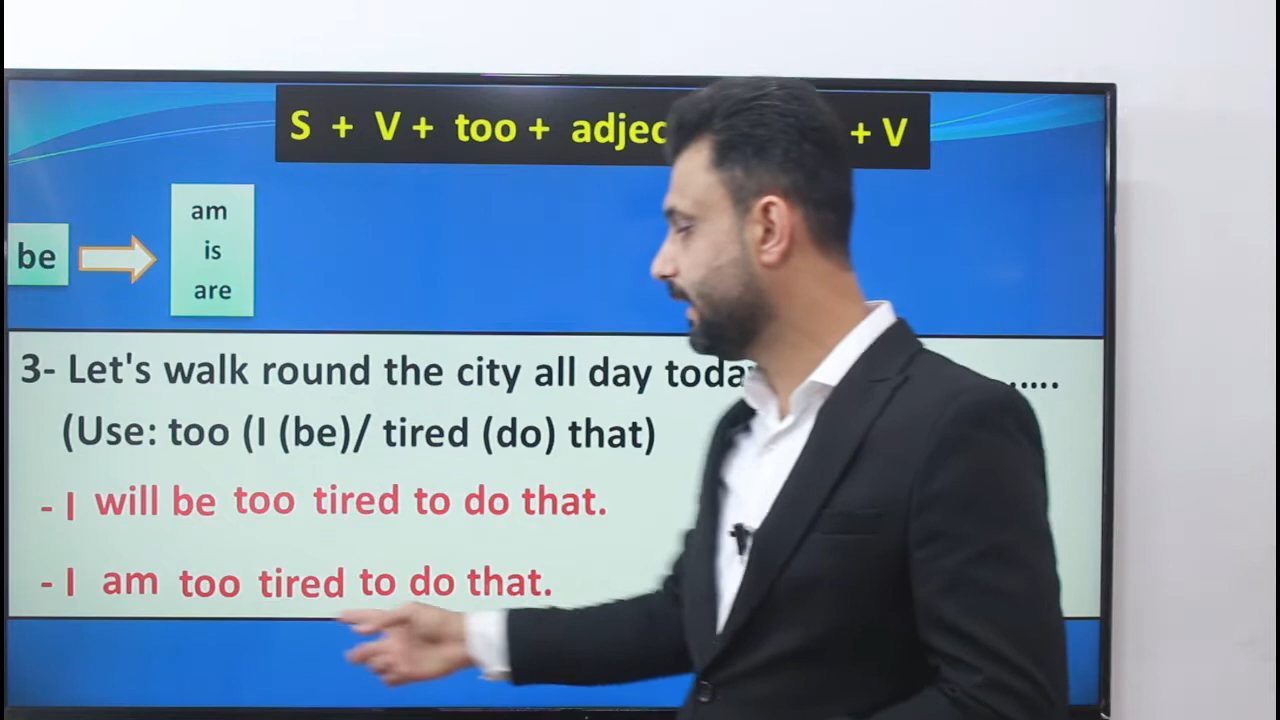 S + V + too + adjec + V
am
is
be
are
3- Let's walk round the city all day .....
(Use: too (I (be)/ tired (do) that)
- I will be too tired to do that.
- I am too tired to do that.